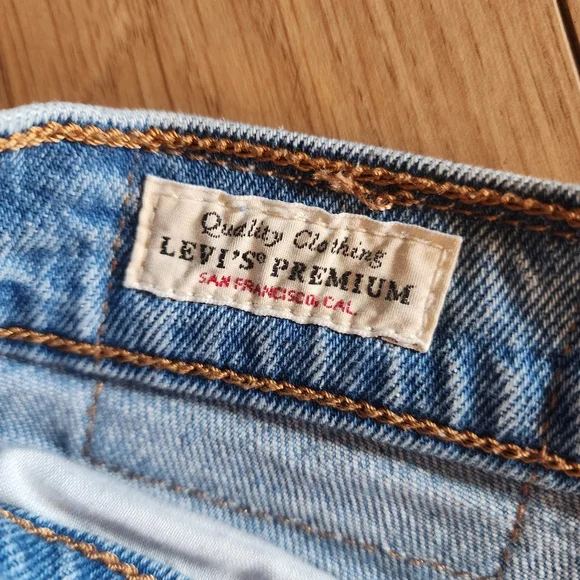 Quality Clothing
LEVI'S® PREMIUM
SAN FRANCISCO, CAL.